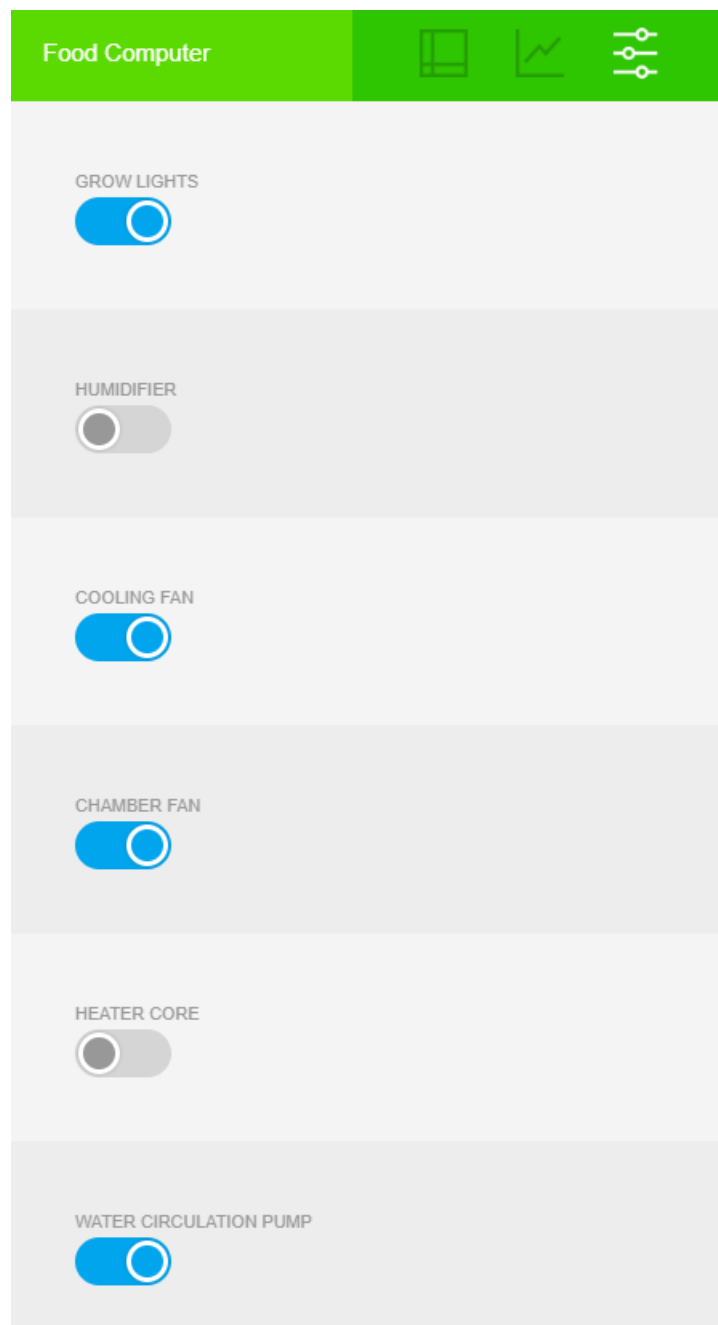 Food Computer
GROW LIGHTS
HUMIDIFIER
COOLING FAN
CHAMBER FAN
HEATER CORE
WATER CIRCULATION PUMP